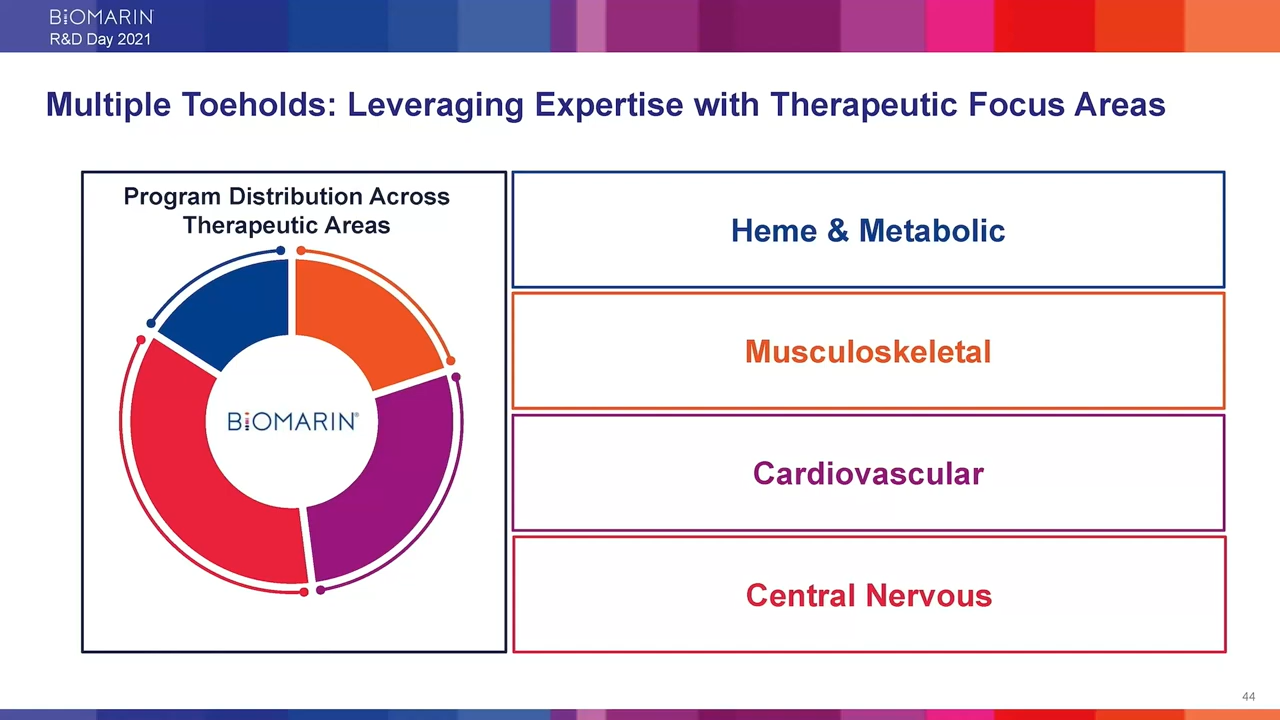 BiOMARIN
R&D Day 2021
Multiple Toeholds: Leveraging Expertise with Therapeutic Focus Areas
Program Distribution Across
Therapeutic Areas
BiOMARIN®
Heme & Metabolic
Musculoskeletal
Cardiovascular
Central Nervous
44